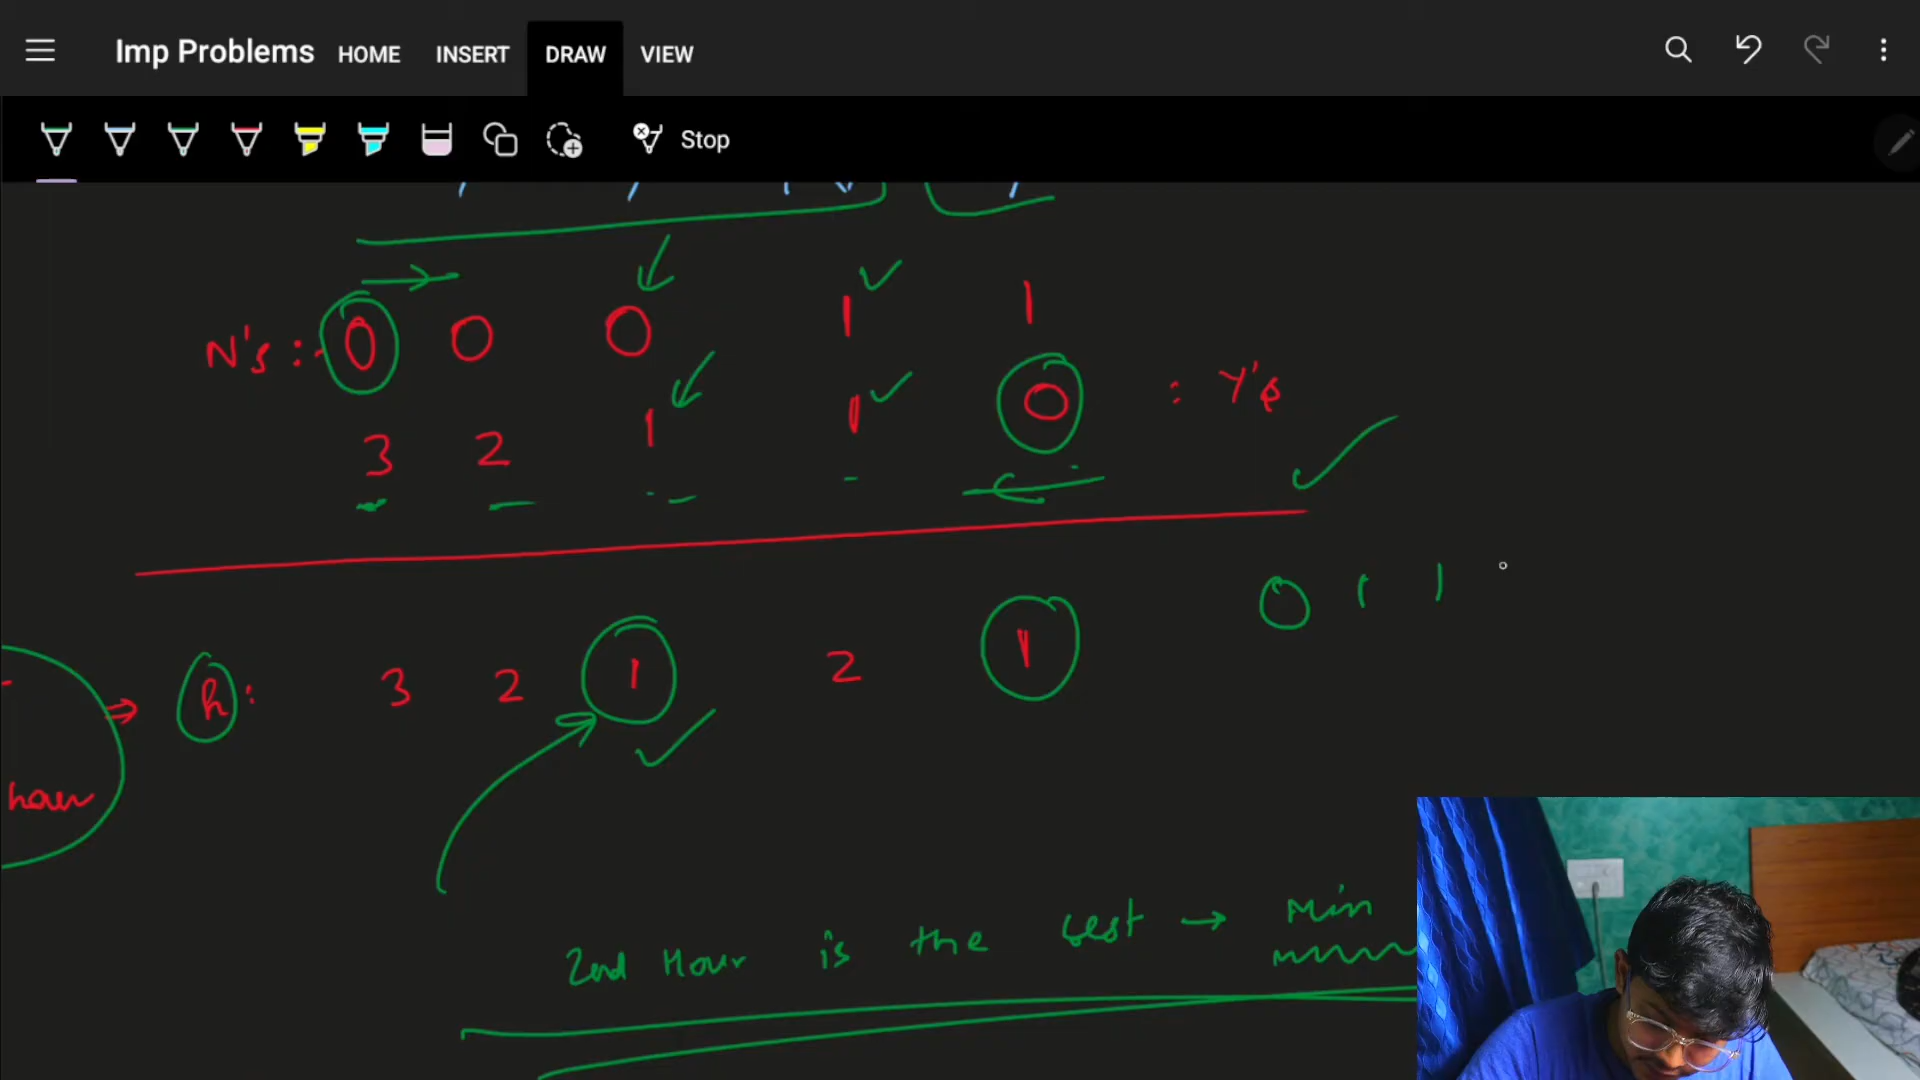 Imp Problems HOME INSERT DRAW VIEW
Stop
N's : 0 0 0 1 1
3 2 1 1 0 : Y's
0 1 1
⇒ h : 3 2 1 2 1
hour
2nd Hour is the best → Min